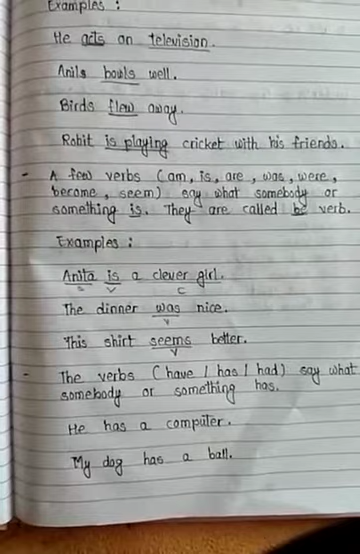 Examples :
He acts on television.
Anils bowls well.
Birds flew away.
Rohit is playing cricket with his friends.
- A few verbs (am, is, are, was, were,
become, seem) say what somebody or
something is. They are called be verb.
Examples :
Anita is a clever girl.
S V C
The dinner was nice.
V
This shirt seems better.
V
- The verbs (have / has / had) say what
somebody or something has.
He has a computer.
My dog has a ball.